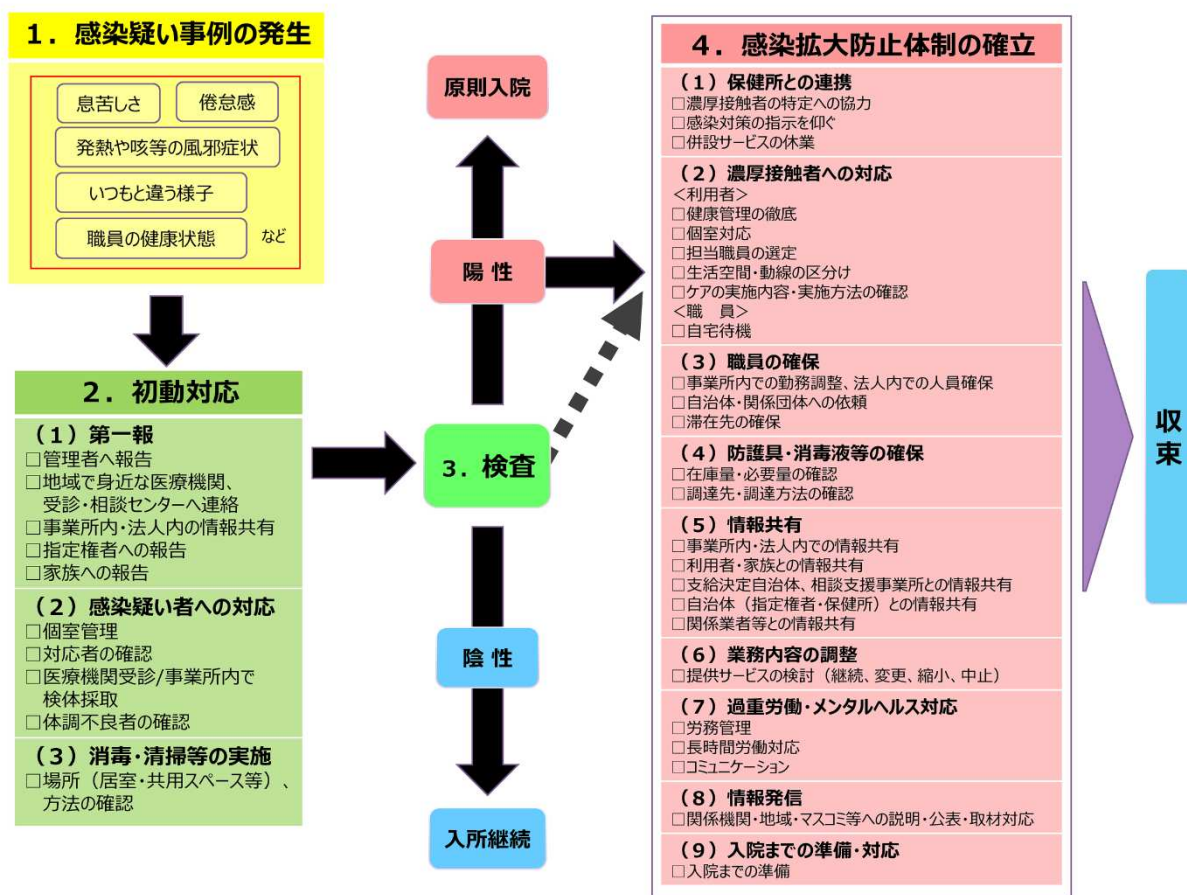 1．感染疑い事例の発生
息苦しさ
倦怠感
発熱や咳等の風邪症状
いつもと違う様子
職員の健康状態
など
2．初動対応
（1）第一報
□管理者へ報告
□地域で身近な医療機関、
受診・相談センターへ連絡
□事業所内・法人内の情報共有
□指定権者への報告
□家族への報告
（2）感染疑い者への対応
□個室管理
□対応者の確認
□医療機関受診/事業所内で
検体採取
□体調不良者の確認
（3）消毒・清掃等の実施
□場所（居室・共用スペース等）、
方法の確認
原則入院
陽 性
3．検査
陰 性
入所継続
4．感染拡大防止体制の確立
（1）保健所との連携
□濃厚接触者の特定への協力
□感染対策の指示を仰ぐ
□併設サービスの休業
（2）濃厚接触者への対応
＜利用者＞
□健康管理の徹底
□個室対応
□担当職員の選定
□生活空間・動線の区分け
□ケアの実施内容・実施方法の確認
＜職　員＞
□自宅待機
（3）職員の確保
□事業所内での勤務調整、法人内での人員確保
□自治体・関係団体への依頼
□滞在先の確保
（4）防護具・消毒液等の確保
□在庫量・必要量の確認
□調達先・調達方法の確認
（5）情報共有
□事業所内・法人内での情報共有
□利用者・家族との情報共有
□支給決定自治体、相談支援事業所との情報共有
□自治体（指定権者・保健所）との情報共有
□関係業者等との情報共有
（6）業務内容の調整
□提供サービスの検討（継続、変更、縮小、中止）
（7）過重労働・メンタルヘルス対応
□労務管理
□長時間労働対応
□コミュニケーション
（8）情報発信
□関係機関・地域・マスコミ等への説明・公表・取材対応
（9）入院までの準備・対応
□入院までの準備
収束